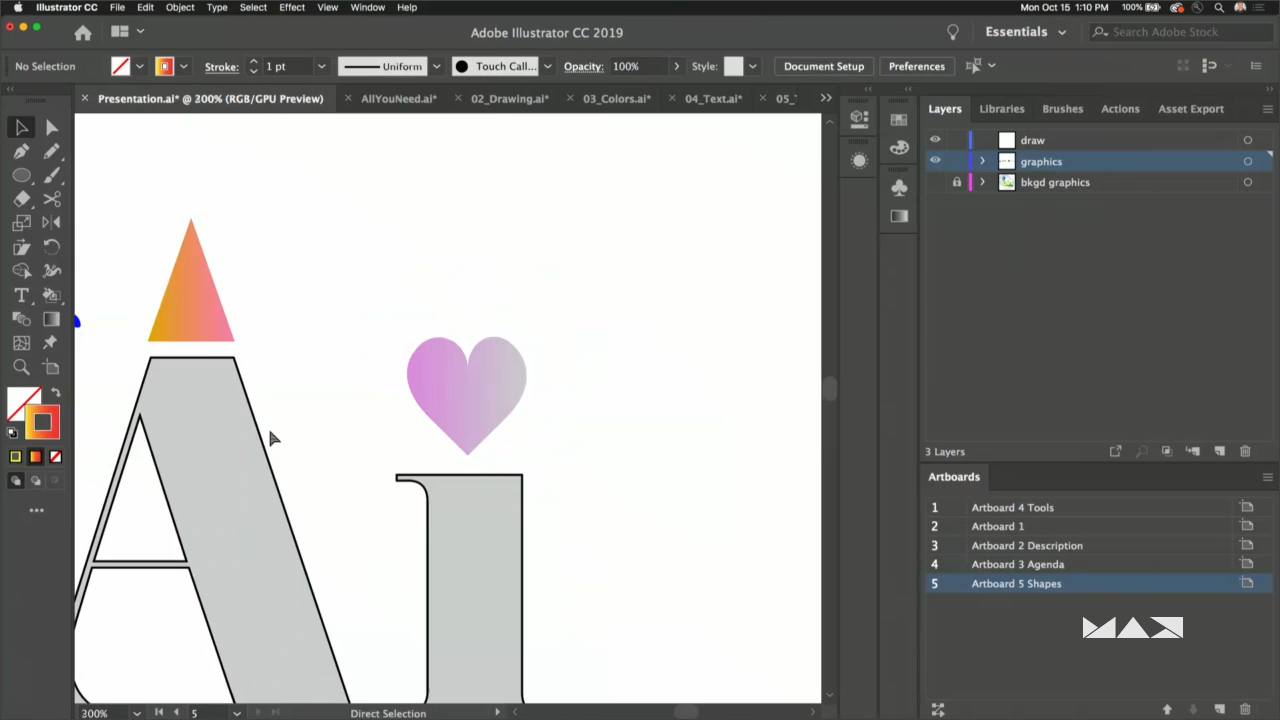 Illustrator CC File Edit Object Type Select Effect View Window Help Mon Oct 15 1:10 PM 100%
Adobe Illustrator CC 2019 Essentials Search Adobe Stock
No Selection Stroke: 1 pt Uniform Touch Call... Opacity: 100% Style: Document Setup Preferences
Presentation.ai* @ 300% (RGB/GPU Preview) AllYouNeed.ai* 02_Drawing.ai* 03_Colors.ai* 04_Text.ai* 05_
Layers Libraries Brushes Actions Asset Export
draw
graphics
bkgd graphics
A i
3 Layers
Artboards
1 Artboard 4 Tools
2 Artboard 1
3 Artboard 2 Description
4 Artboard 3 Agenda
5 Artboard 5 Shapes
MAX
300% 5 Direct Selection